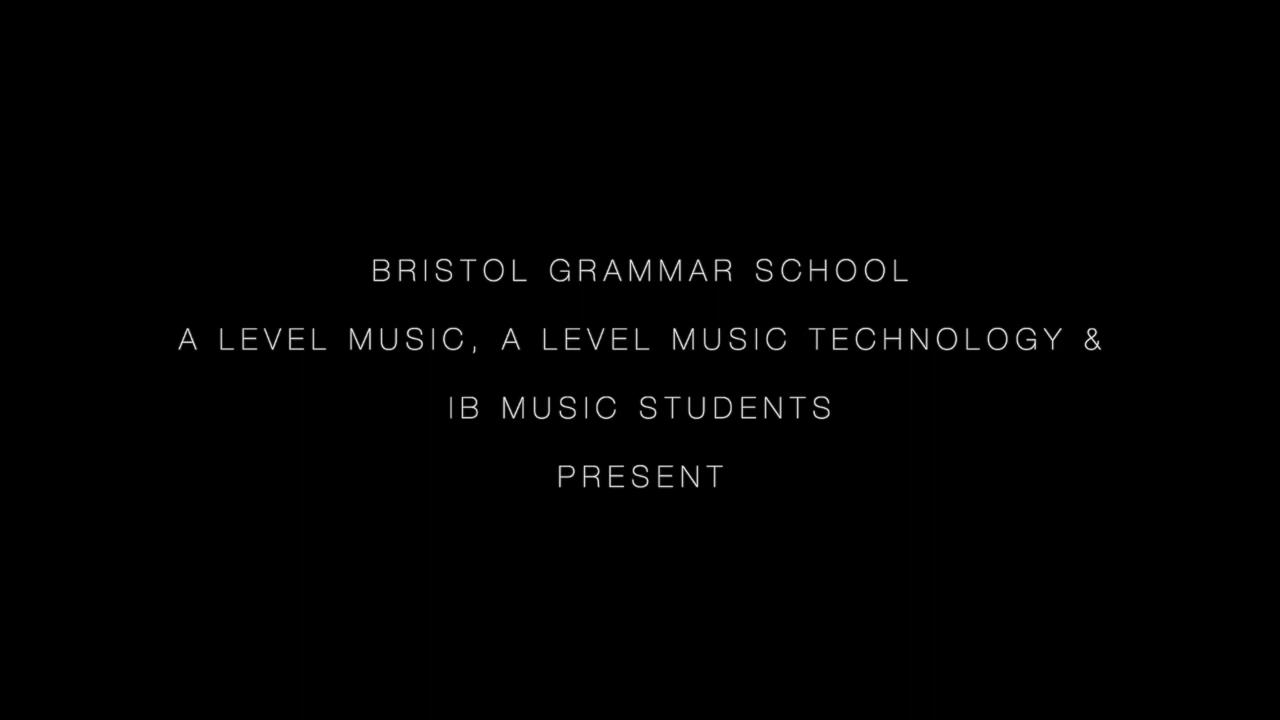 BRISTOL GRAMMAR SCHOOL
A LEVEL MUSIC, A LEVEL MUSIC TECHNOLOGY &
IB MUSIC STUDENTS
PRESENT